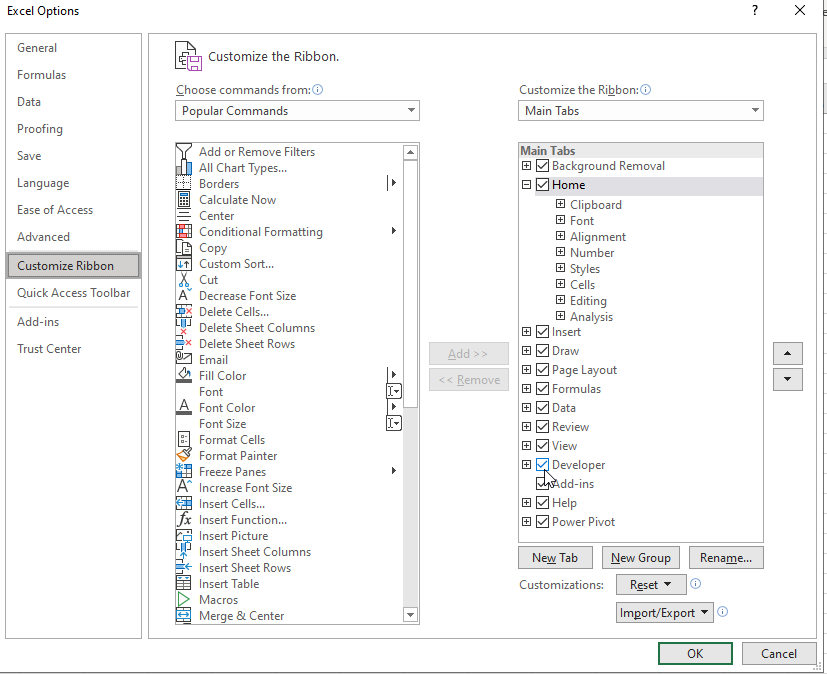 Excel Options
?
General
Formulas
Data
Proofing
Save
Language
Ease of Access
Advanced
Customize Ribbon
Quick Access Toolbar
Add-ins
Trust Center
Customize the Ribbon.
Choose commands from:
Popular Commands
Add or Remove Filters
All Chart Types...
Borders
Calculate Now
Center
Conditional Formatting
Copy
Custom Sort...
Cut
Decrease Font Size
Delete Cells...
Delete Sheet Columns
Delete Sheet Rows
Email
Fill Color
Font
Font Color
Font Size
Format Cells
Format Painter
Freeze Panes
Increase Font Size
Insert Cells...
Insert Function...
Insert Picture
Insert Sheet Columns
Insert Sheet Rows
Insert Table
Macros
Merge & Center
Add >>
<< Remove
Customize the Ribbon:
Main Tabs
Main Tabs
Background Removal
Home
Clipboard
Font
Alignment
Number
Styles
Cells
Editing
Analysis
Insert
Draw
Page Layout
Formulas
Data
Review
View
Developer
Add-ins
Help
Power Pivot
New Tab
New Group
Rename...
Customizations:
Reset
Import/Export
OK
Cancel